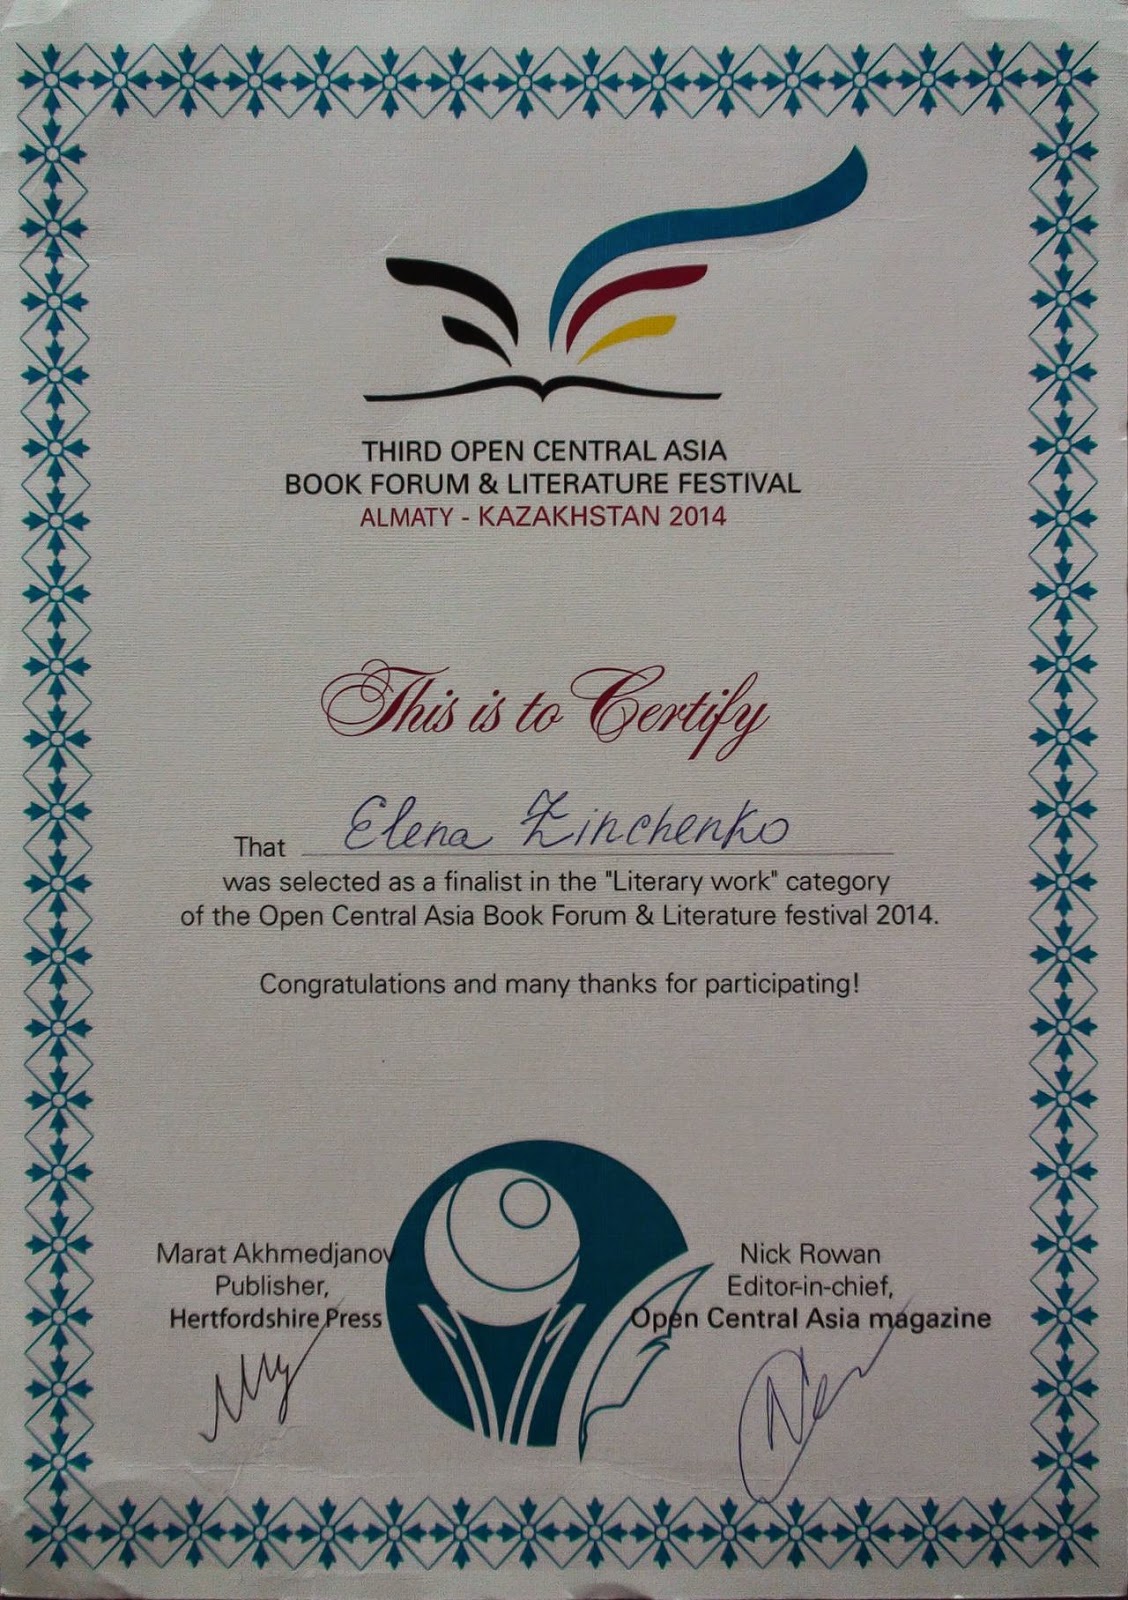 THIRD OPEN CENTRAL ASIA
BOOK FORUM & LITERATURE FESTIVAL
ALMATY - KAZAKHSTAN 2014
This is to Certify
That Elena Zinchenko
was selected as a finalist in the "Literary work" category
of the Open Central Asia Book Forum & Literature festival 2014.
Congratulations and many thanks for participating!
Marat Akhmedjanov
Publisher,
Hertfordshire Press
Nick Rowan
Editor-in-chief,
Open Central Asia magazine